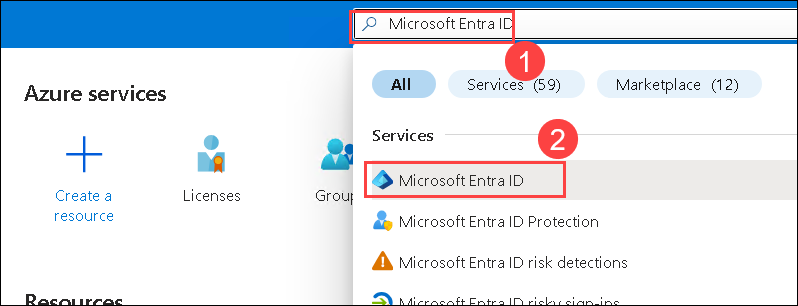 Microsoft Entra ID
1
All
Services (59)
Marketplace (12)
Azure services
Services
2
Create a
resource
Licenses
Group
Microsoft Entra ID
Microsoft Entra ID Protection
Microsoft Entra ID risk detections
Microsoft Entra ID risky sign-ins
Resources